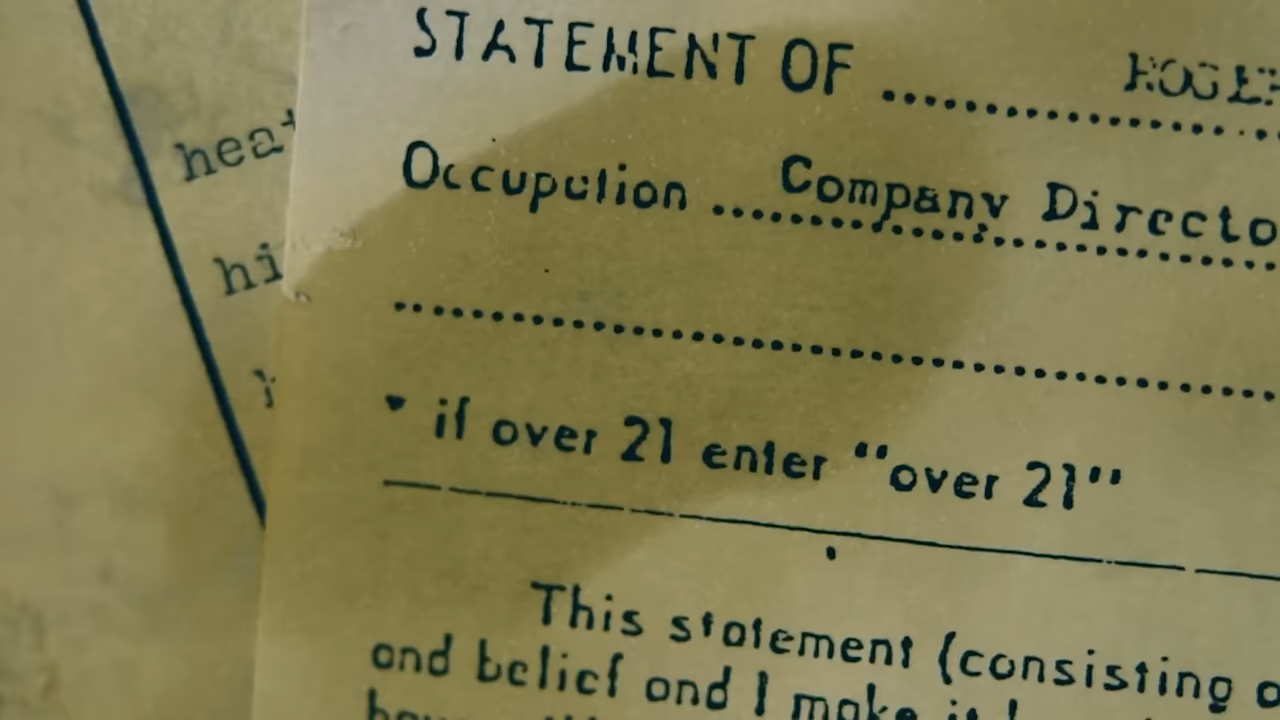 STATEMENT OF ..............................
Occupation ... Company Directo
..........................................................
* if over 21 enter "over 21"
This statement (consisting o
and belief and I make it
hi